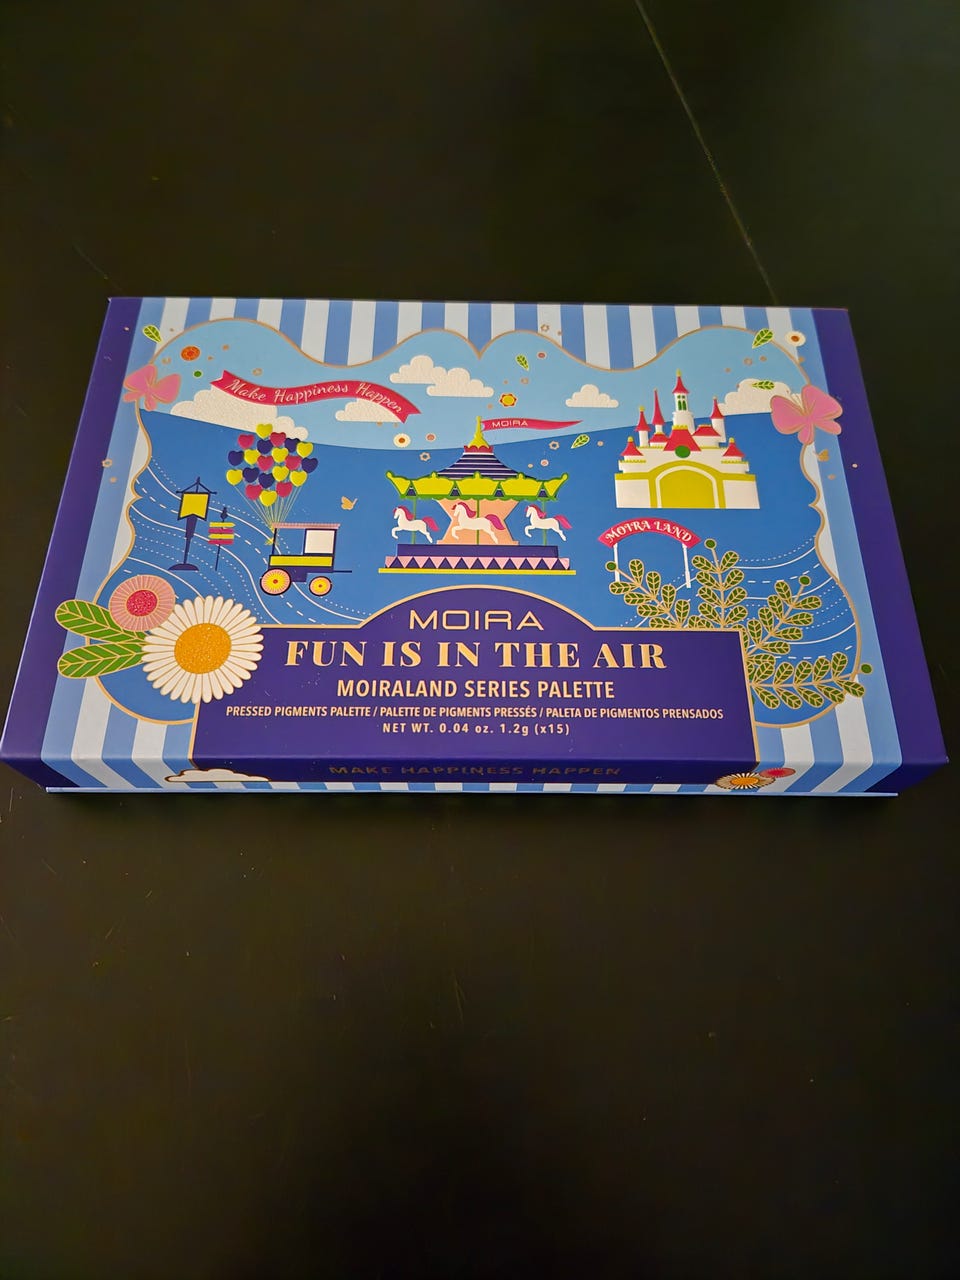 Make Happiness Happen
MOIRA
MOIRA LAND
MOIRA
FUN IS IN THE AIR
MOIRALAND SERIES PALETTE
PRESSED PIGMENTS PALETTE / PALETTE DE PIGMENTS PRESSÉS / PALETA DE PIGMENTOS PRENSADOS
NET WT. 0.04 oz. 1.2g (x15)
MAKE HAPPINESS HAPPEN